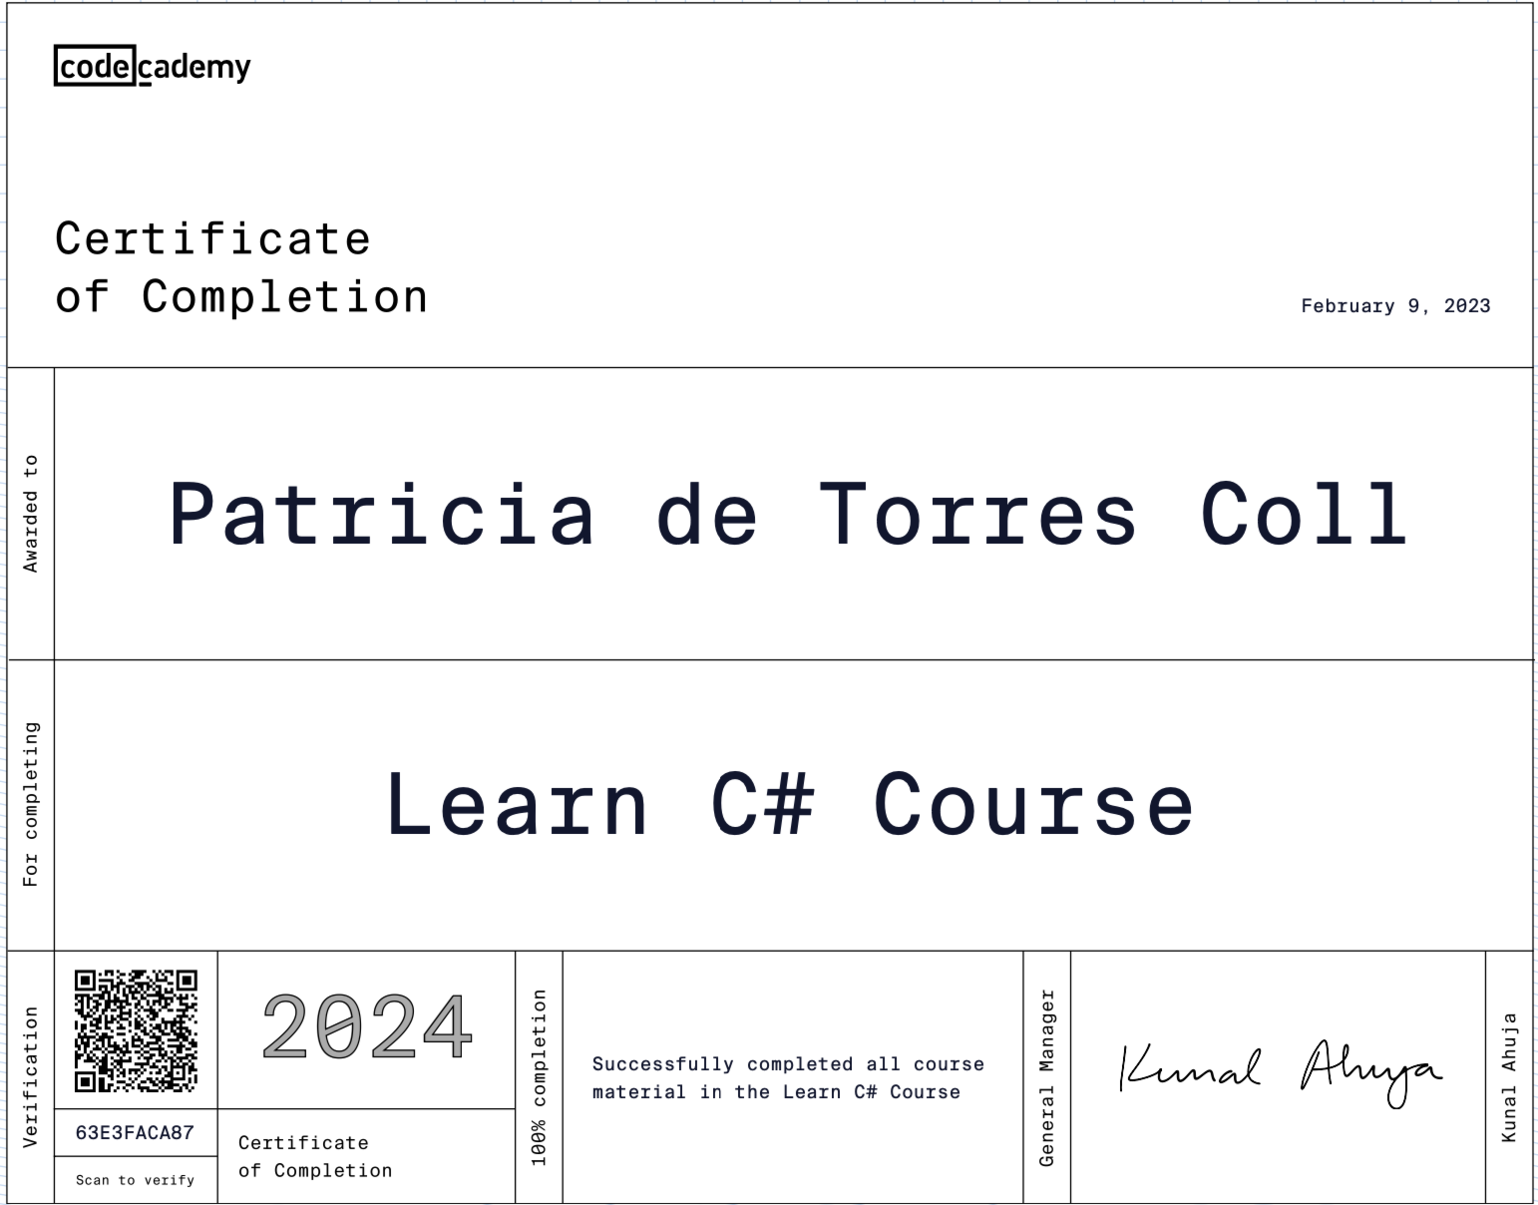 codecademy
Certificate
of Completion
February 9, 2023
Awarded to
Patricia de Torres Coll
For completing
Learn C# Course
Verification
63E3FACA87
Scan to verify
2024
Certificate
of Completion
100% completion
Successfully completed all course
material in the Learn C# Course
General Manager
Kunal Ahuja
Kunal Ahuja